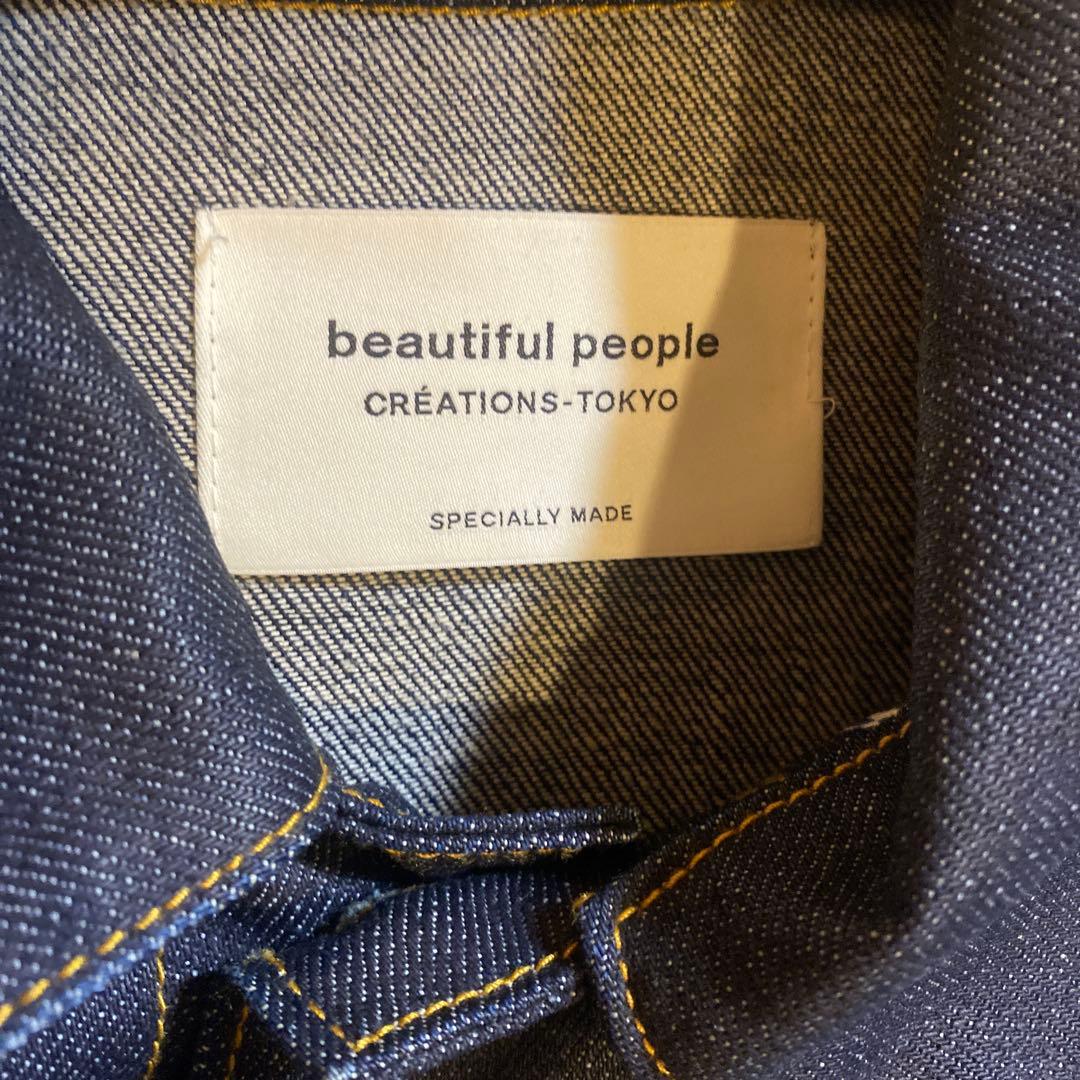 beautiful people
CRÉATIONS-TOKYO
SPECIALLY MADE